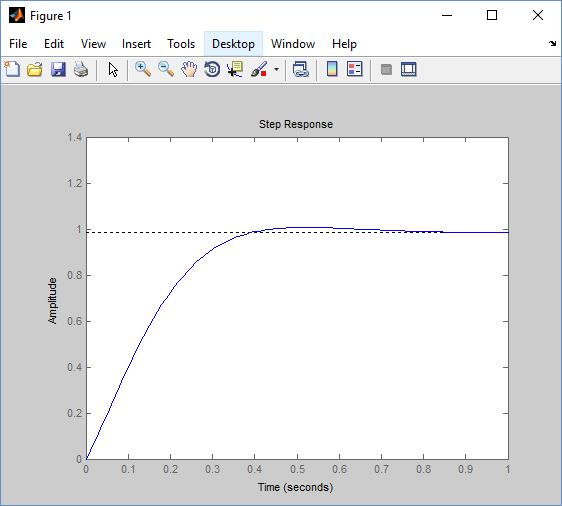 Figure 1
File Edit View Insert Tools Desktop Window Help
Step Response
1.4
1.2
1
0.8
0.6
0.4
0.2
0
Amplitude
0 0.1 0.2 0.3 0.4 0.5 0.6 0.7 0.8 0.9 1
Time (seconds)